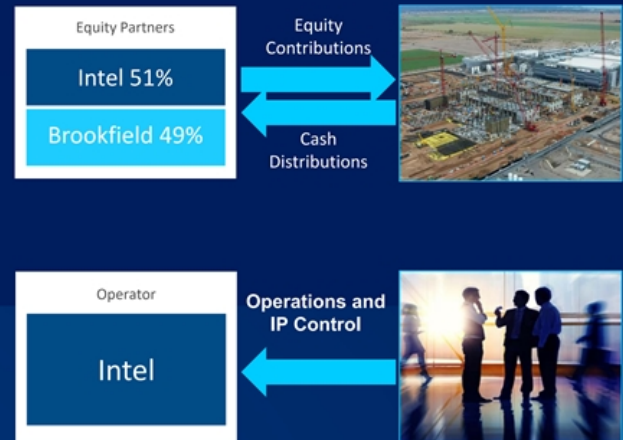 Equity Partners
Intel 51%
Brookfield 49%
Equity
Contributions
Cash
Distributions
Operator
Intel
Operations and
IP Control